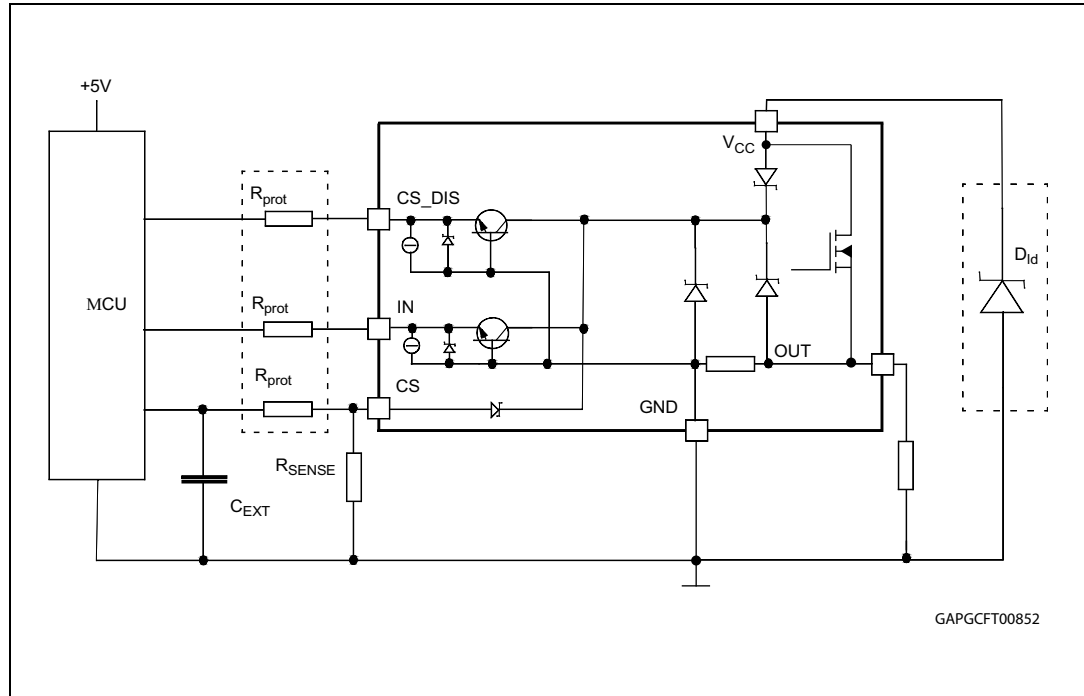 +5V
MCU
Rprot
Rprot
Rprot
CS_DIS
IN
CS
VCC
OUT
GND
Dld
RSENSE
CEXT
GAPGCFT00852